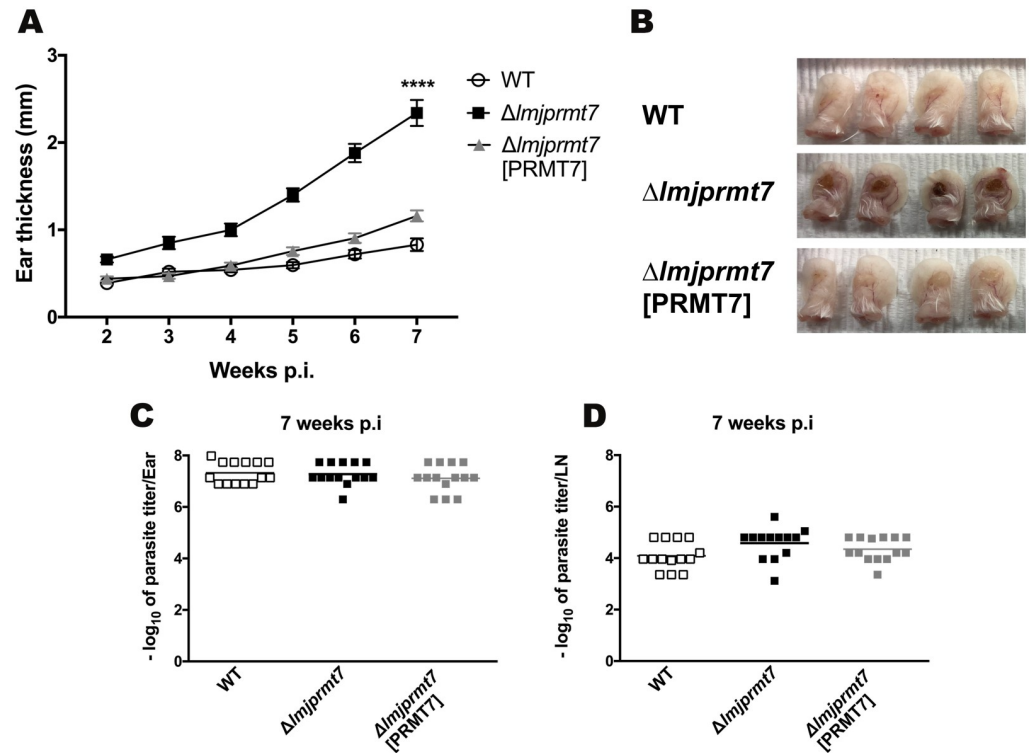 A
3
2
1
0
Ear thickness (mm)
2 3 4 5 6 7
Weeks p.i.
****
WT
Δlmjprmt7
Δlmjprmt7
[PRMT7]
B
WT
Δlmjprmt7
Δlmjprmt7
[PRMT7]
C
7 weeks p.i
8
6
4
2
0
- log10 of parasite titer/Ear
WT
Δlmjprmt7
Δlmjprmt7
[PRMT7]
D
7 weeks p.i
8
6
4
2
0
- log10 of parasite titer/LN
WT
Δlmjprmt7
Δlmjprmt7
[PRMT7]